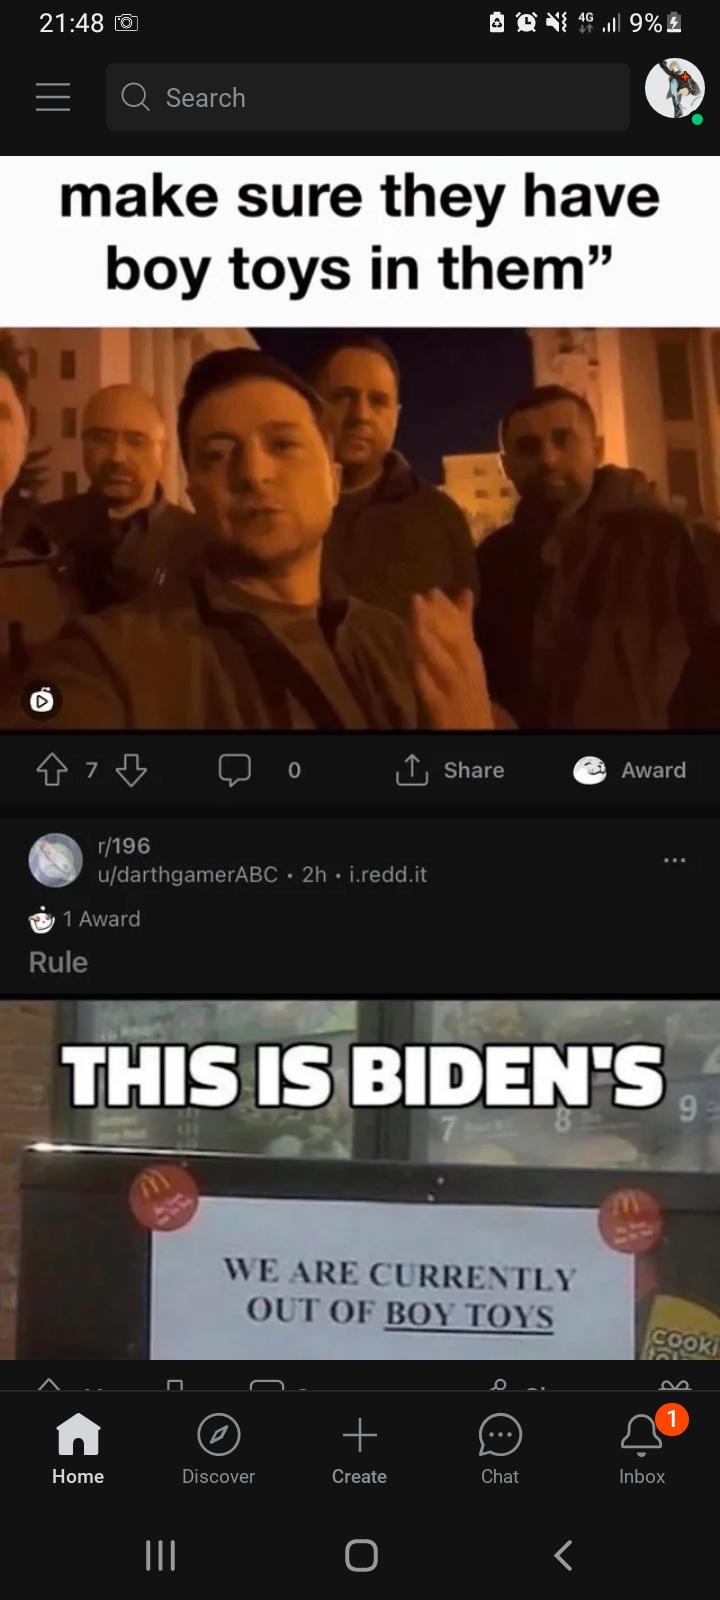 21:48
4G
9%
Search
make sure they have
boy toys in them”
7
0
Share
Award
r/196
u/darthgamerABC • 2h • i.redd.it
1 Award
Rule
THIS IS BIDEN'S
7
8
9
WE ARE CURRENTLY
OUT OF BOY TOYS
1
Home
Discover
Create
Chat
Inbox